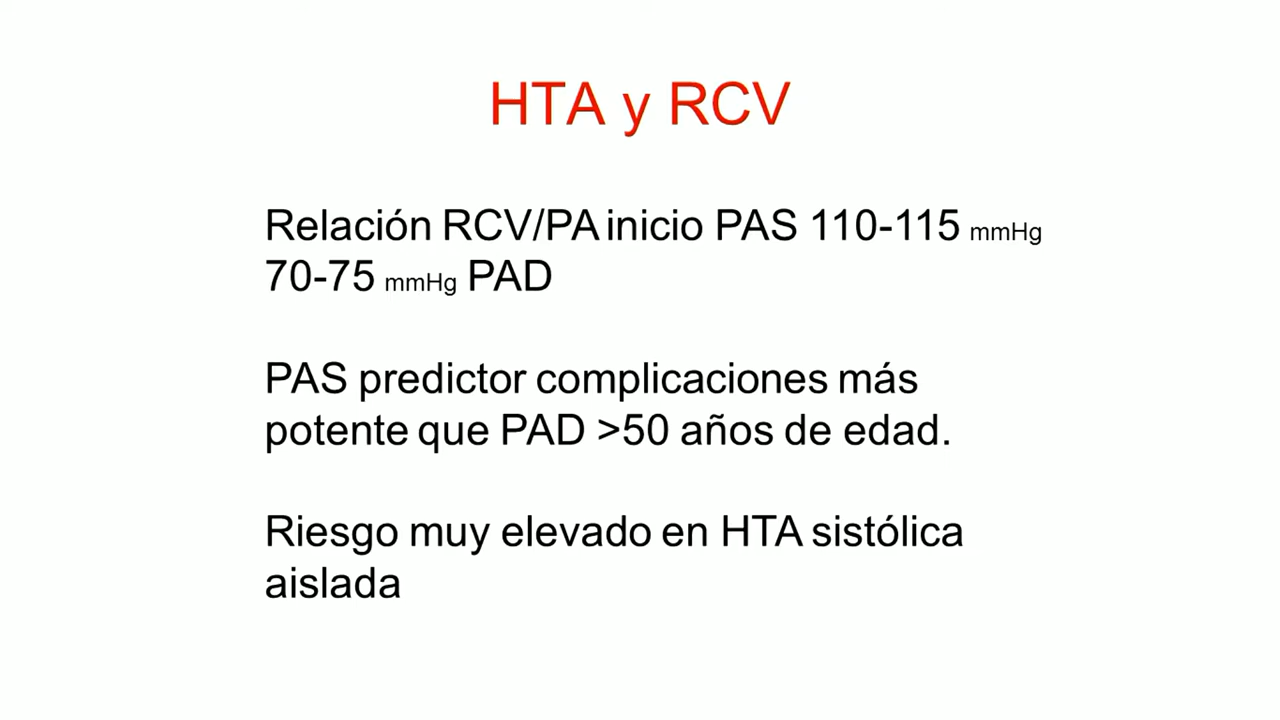 HTA y RCV
Relación RCV/PA inicio PAS 110-115 mmHg
70-75 mmHg PAD
PAS predictor complicaciones más
potente que PAD >50 años de edad.
Riesgo muy elevado en HTA sistólica
aislada